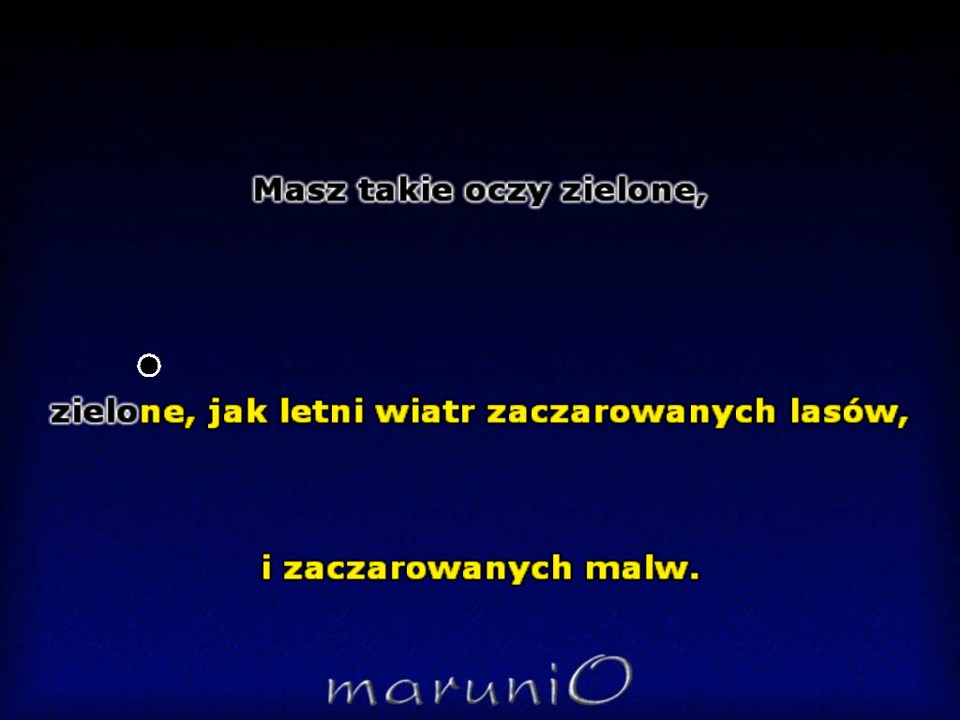 Masz takie oczy zielone,
zielone, jak letni wiatr zaczarowanych lasów,
i zaczarowanych malw.
maruniO